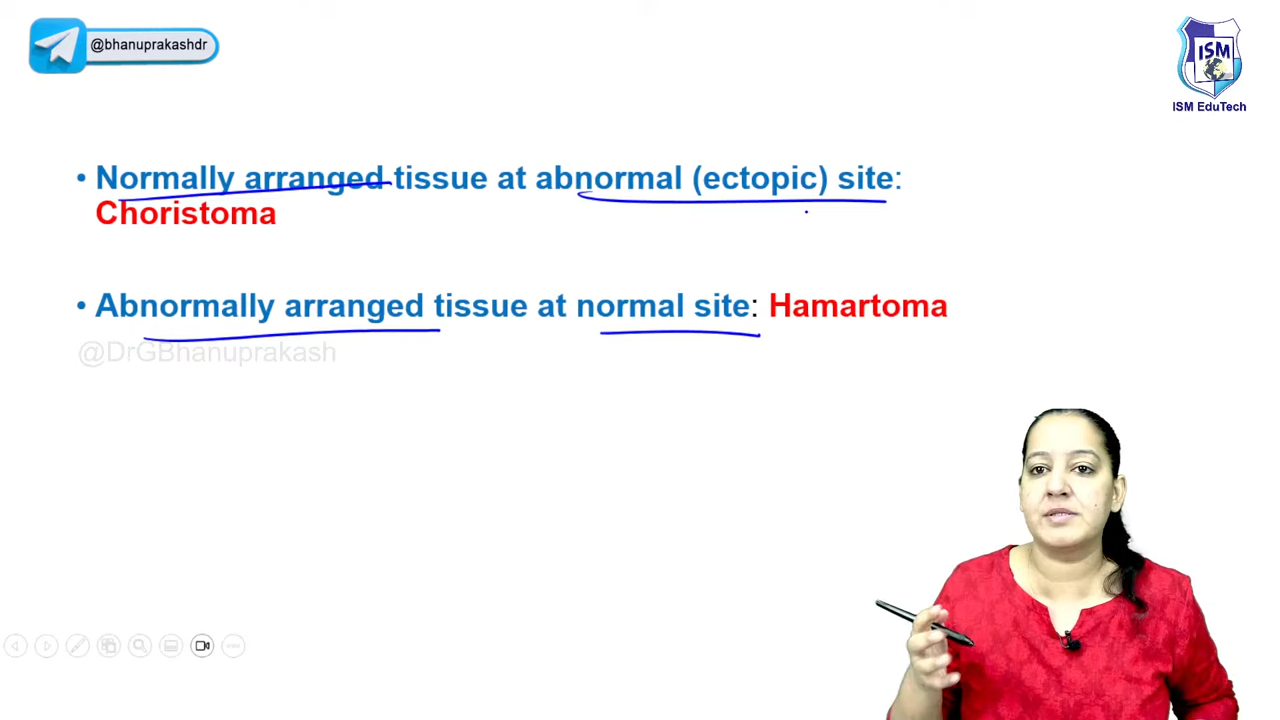 @bhanuprakashdr
ISM
ISM EduTech
• Normally arranged tissue at abnormal (ectopic) site:
Choristoma
• Abnormally arranged tissue at normal site: Hamartoma
@DrGBhanuprakash